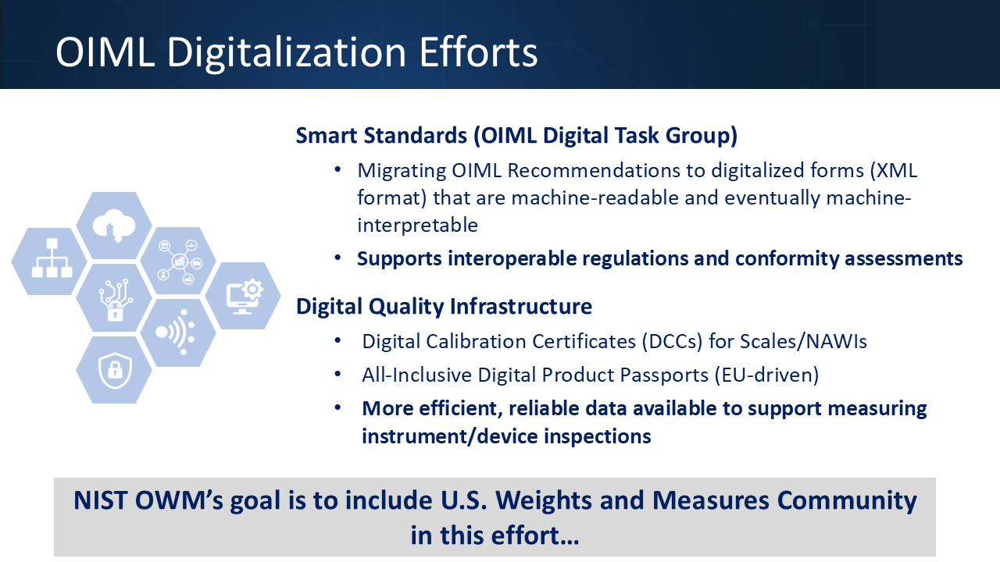 OIML Digitalization Efforts
Smart Standards (OIML Digital Task Group)
• Migrating OIML Recommendations to digitalized forms (XML
format) that are machine-readable and eventually machine-
interpretable
• Supports interoperable regulations and conformity assessments
Digital Quality Infrastructure
• Digital Calibration Certificates (DCCs) for Scales/NAWIs
• All-Inclusive Digital Product Passports (EU-driven)
• More efficient, reliable data available to support measuring
instrument/device inspections
NIST OWM’s goal is to include U.S. Weights and Measures Community
in this effort…